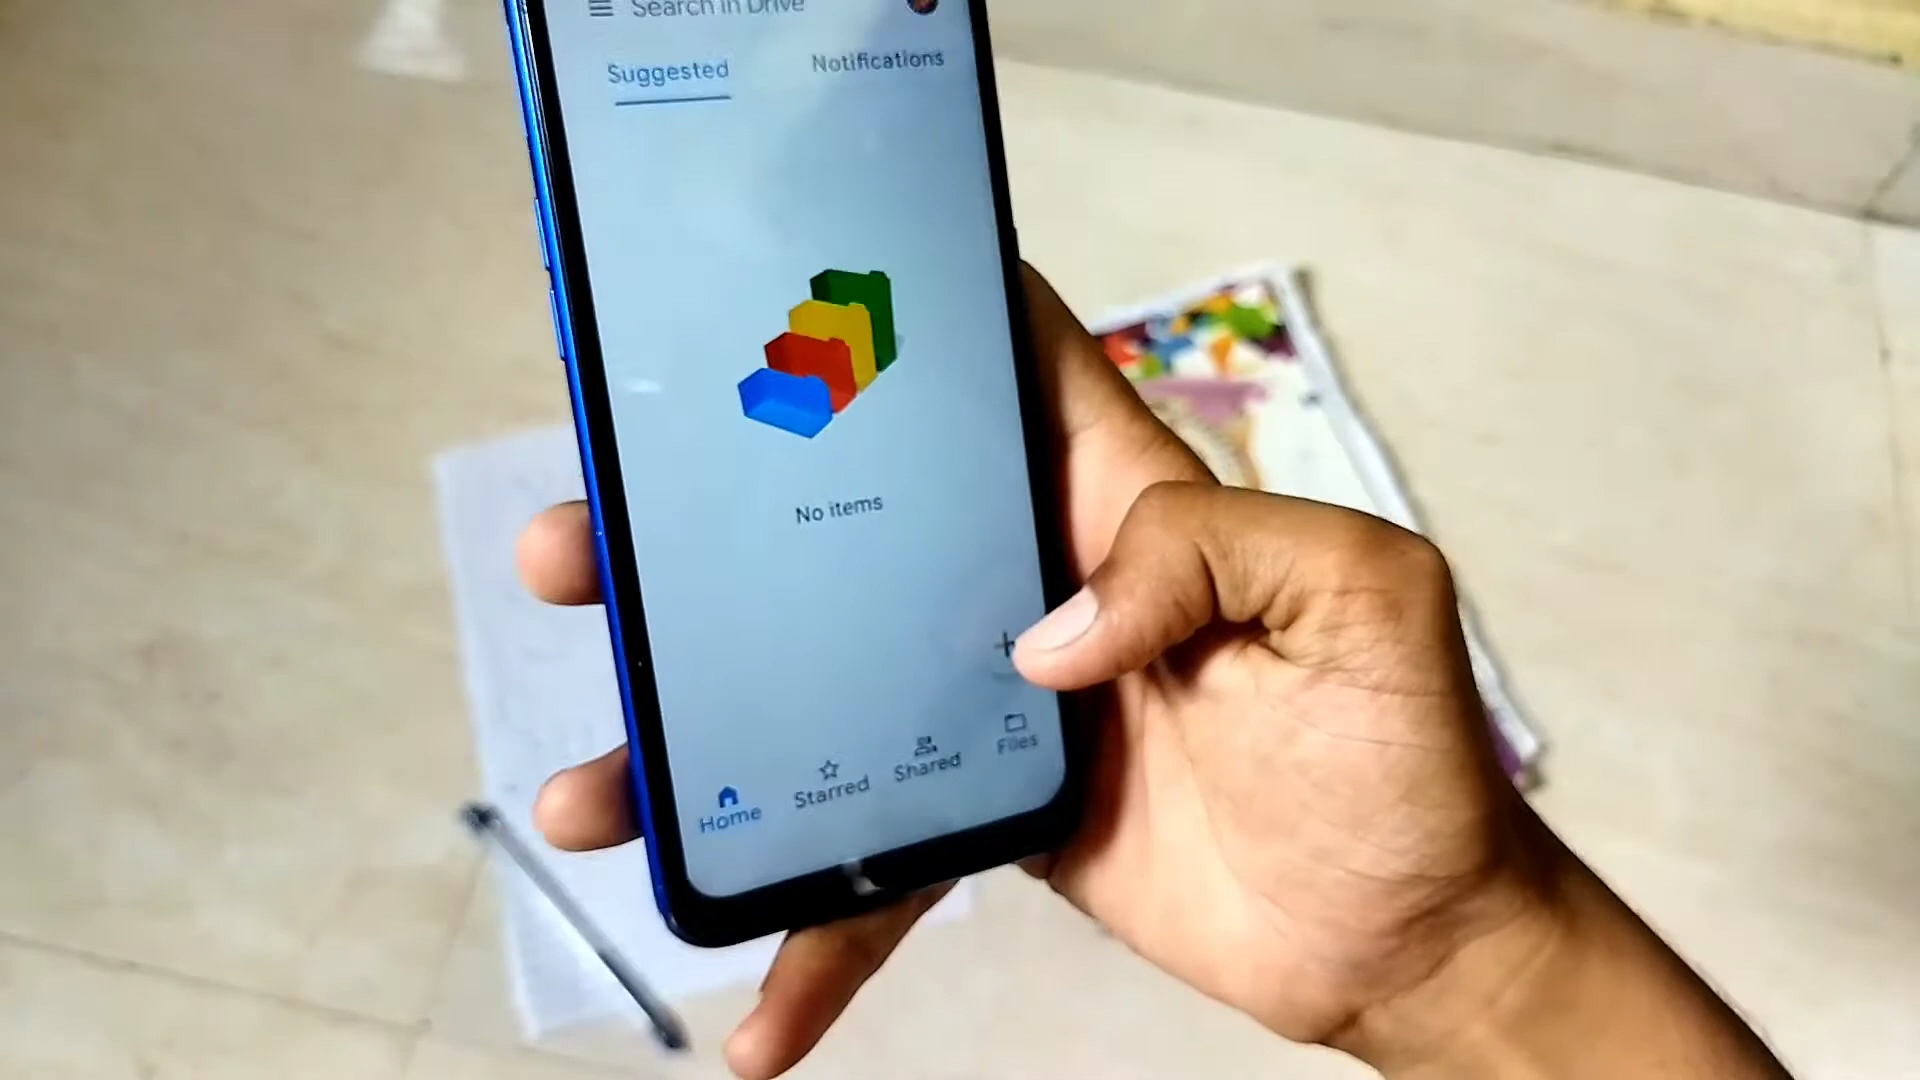 Search in Drive
Suggested
Notifications
No items
Home
Starred
Shared
Files